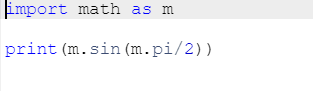 import math as m
print(m.sin(m.pi/2))